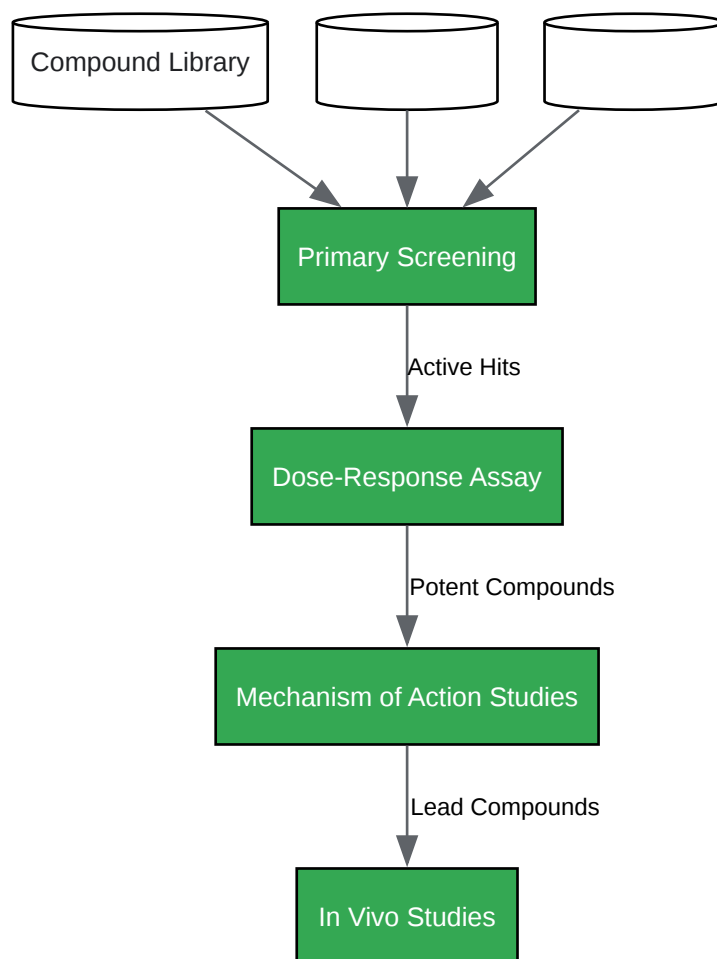 Compound Library
Primary Screening
Active Hits
Dose-Response Assay
Potent Compounds
Mechanism of Action Studies
Lead Compounds
In Vivo Studies